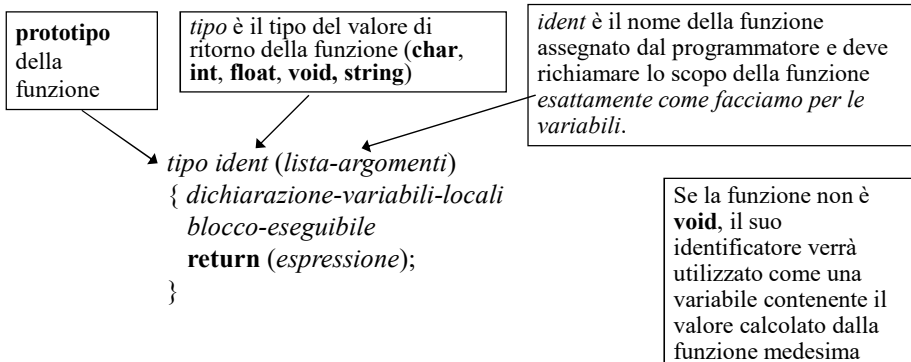 prototipo
della
funzione
tipo è il tipo del valore di
ritorno della funzione (char,
int, float, void, string)
ident è il nome della funzione
assegnato dal programmatore e deve
richiamare lo scopo della funzione
esattamente come facciamo per le
variabili.
tipo ident (lista-argomenti)
{ dichiarazione-variabili-locali
blocco-eseguibile
return (espressione);
}
Se la funzione non è
void, il suo
identificatore verrà
utilizzato come una
variabile contenente il
valore calcolato dalla
funzione medesima